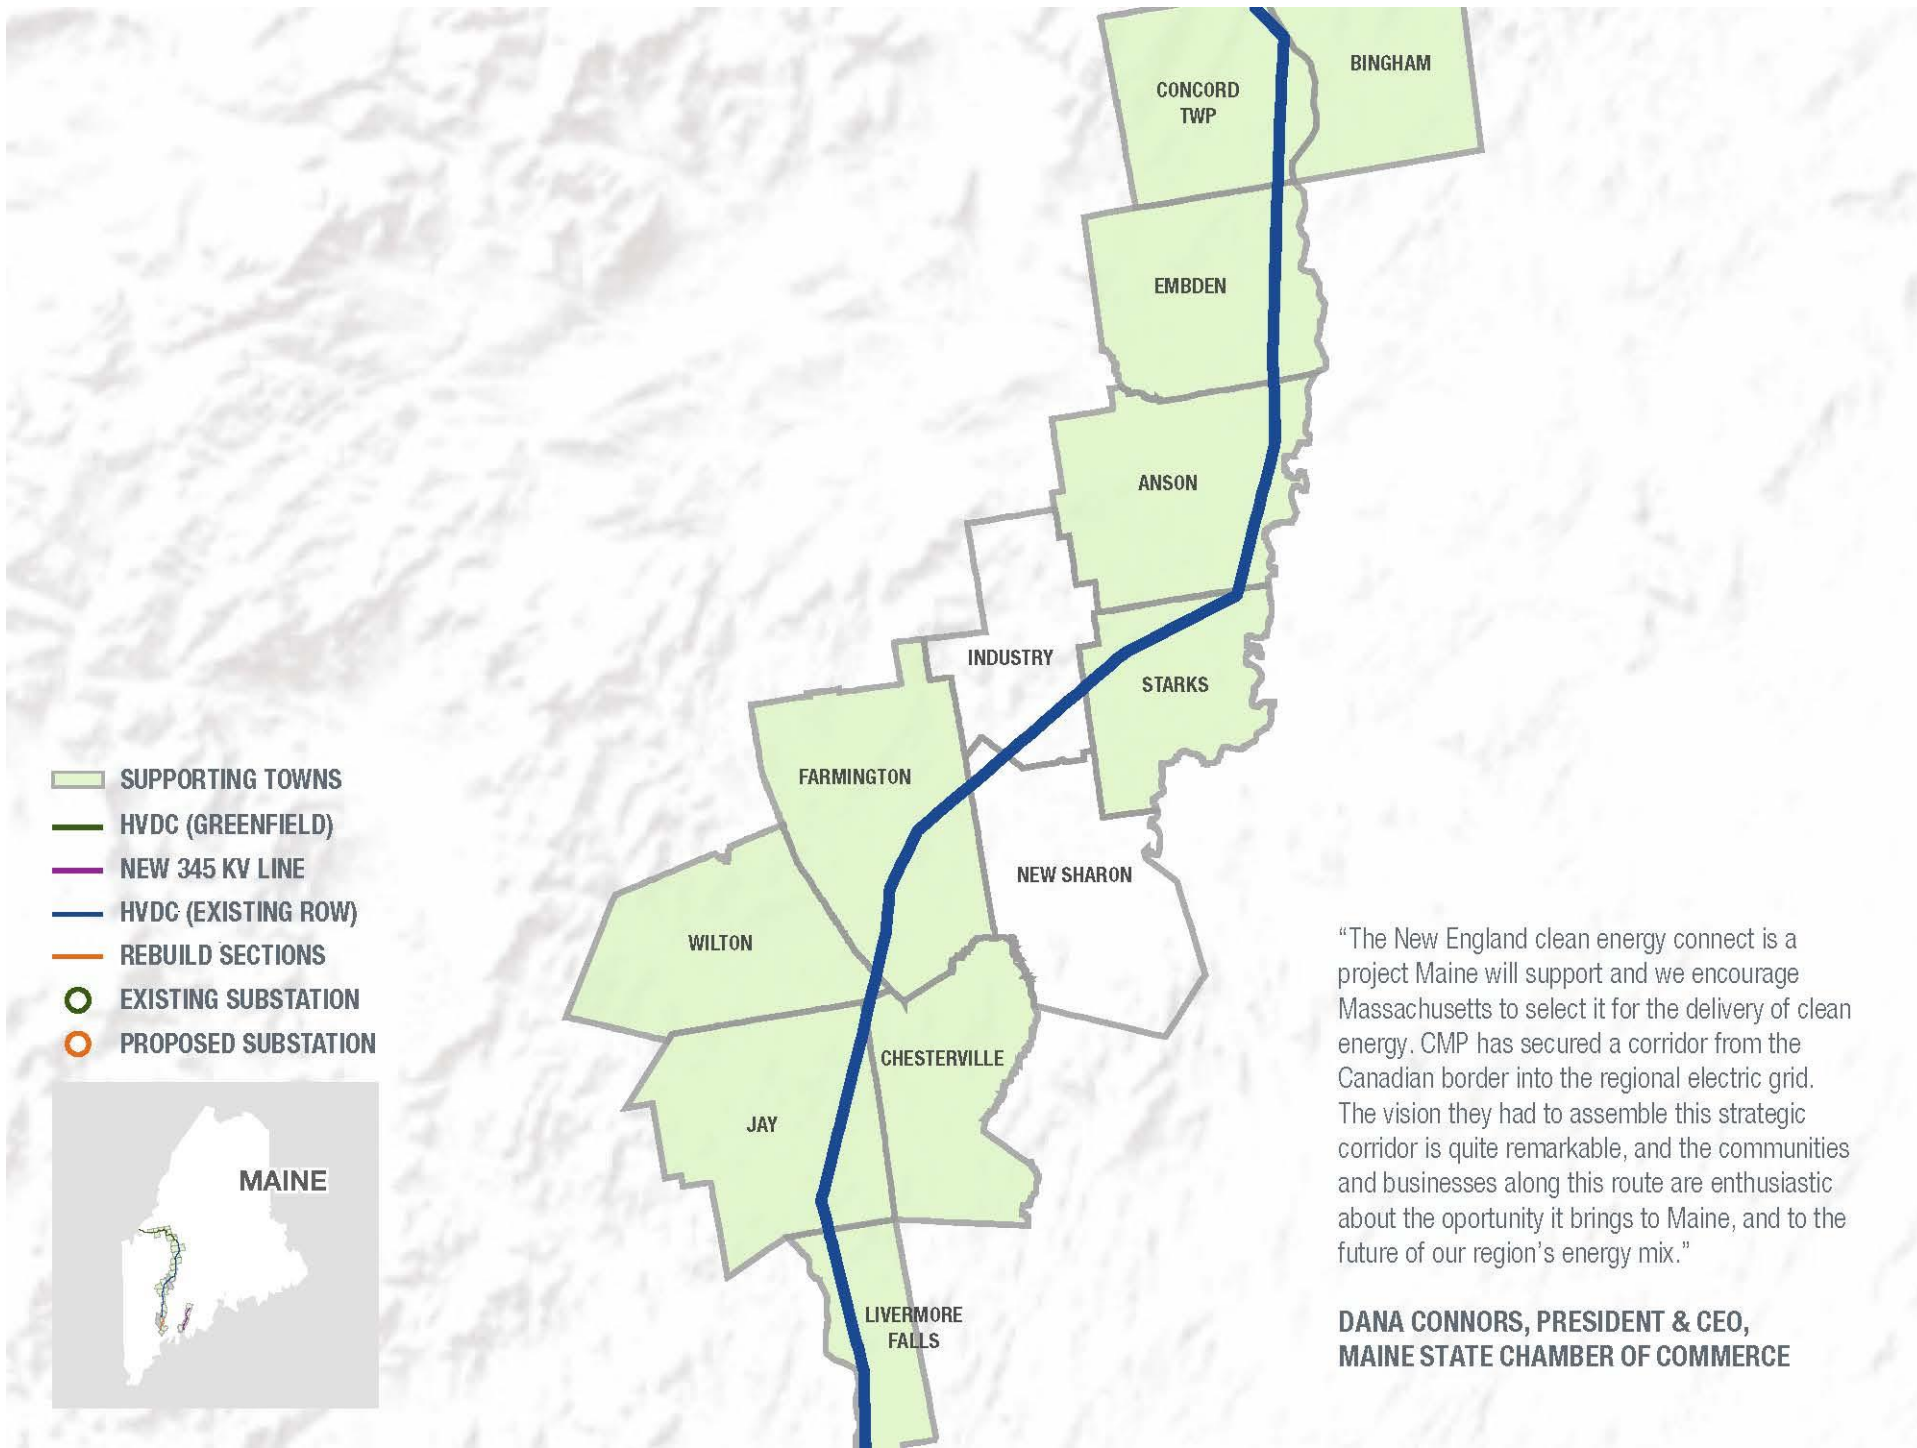 BINGHAM
CONCORD
TWP
EMBDEN
ANSON
INDUSTRY
STARKS
FARMINGTON
NEW SHARON
WILTON
CHESTERVILLE
JAY
LIVERMORE
FALLS
SUPPORTING TOWNS
HVDC (GREENFIELD)
NEW 345 KV LINE
HVDC (EXISTING ROW)
REBUILD SECTIONS
EXISTING SUBSTATION
PROPOSED SUBSTATION
MAINE
“The New England clean energy connect is a
project Maine will support and we encourage
Massachusetts to select it for the delivery of clean
energy. CMP has secured a corridor from the
Canadian border into the regional electric grid.
The vision they had to assemble this strategic
corridor is quite remarkable, and the communities
and businesses along this route are enthusiastic
about the oportunity it brings to Maine, and to the
future of our region’s energy mix.”
DANA CONNORS, PRESIDENT & CEO,
MAINE STATE CHAMBER OF COMMERCE